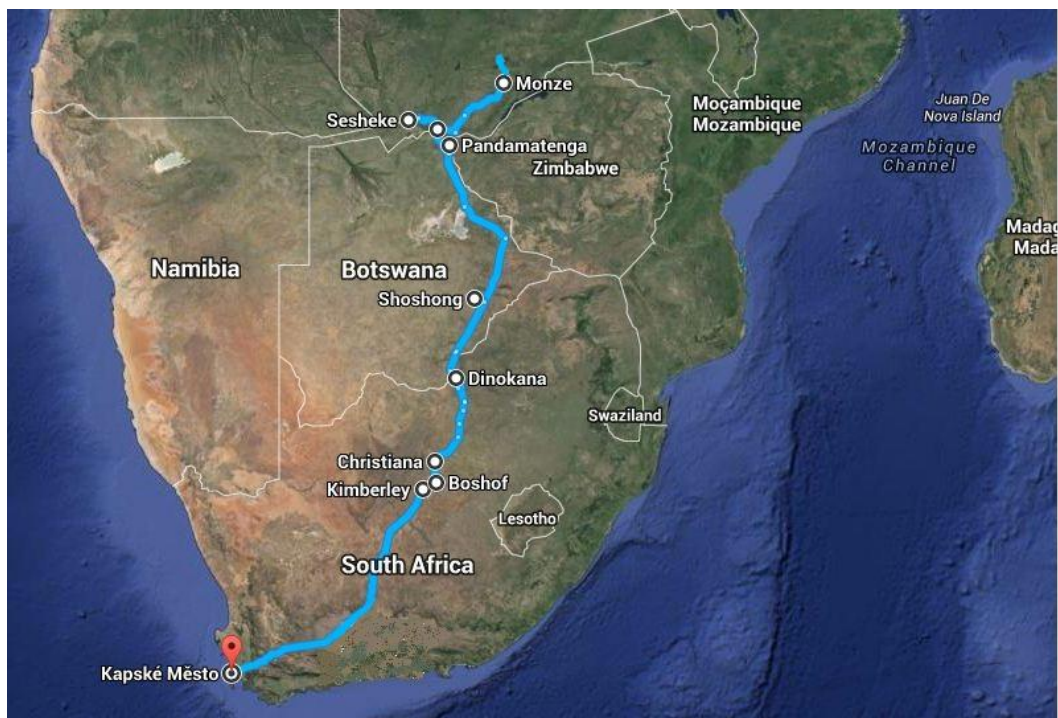 Monze
Sesheke
Pandamatenga
Zimbabwe
Moçambique
Mozambique
Juan De
Nova Island
Mozambique
Channel
Madag
Mada
Namibia
Botswana
Shoshong
Dinokana
Swaziland
Christiana
Kimberley
Boshof
Lesotho
South Africa
Kapské Město